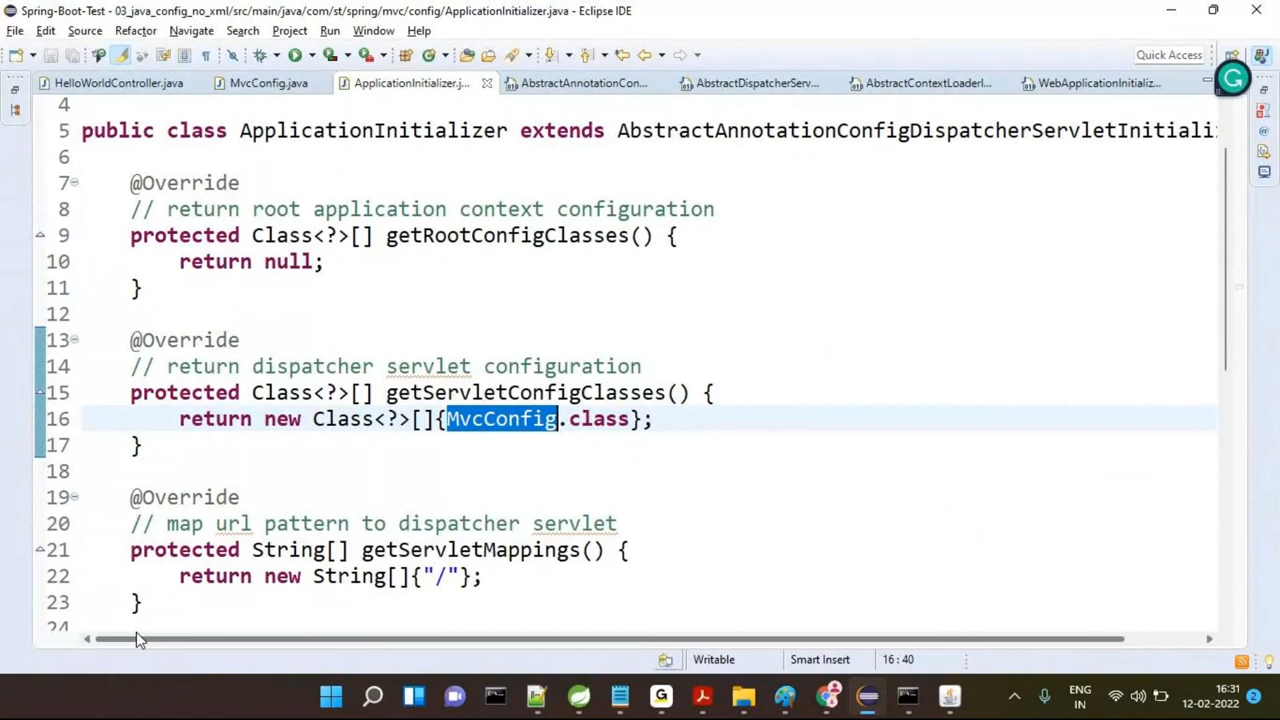 Spring-Boot-Test - 03_java_config_no_xml/src/main/java/com/st/spring/mvc/config/ApplicationInitializer.java - Eclipse IDE
File Edit Source Refactor Navigate Search Project Run Window Help
Quick Access
HelloWorldController.java MvcConfig.java ApplicationInitializer.j... AbstractAnnotationCon... AbstractDispatcherServ... AbstractContextLoaderI... WebApplicationInitializ...
4
5 public class ApplicationInitializer extends AbstractAnnotationConfigDispatcherServletInitiali
6
7 @Override
8 // return root application context configuration
9 protected Class<?>[] getRootConfigClasses() {
10 return null;
11 }
12
13 @Override
14 // return dispatcher servlet configuration
15 protected Class<?>[] getServletConfigClasses() {
16 return new Class<?>[]{MvcConfig.class};
17 }
18
19 @Override
20 // map url pattern to dispatcher servlet
21 protected String[] getServletMappings() {
22 return new String[]{"/"};
23 }
24
Writable Smart Insert 16:40
ENG 16:31
IN 12-02-2022 2